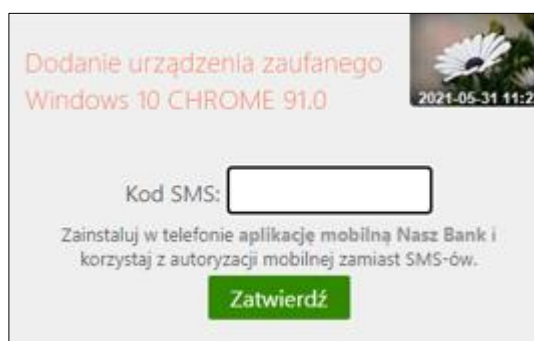 Dodanie urządzenia zaufanego
Windows 10 CHROME 91.0
2021-05-31 11:2
Kod SMS:
Zainstaluj w telefonie aplikację mobilną Nasz Bank i
korzystaj z autoryzacji mobilnej zamiast SMS-ów.
Zatwierdź